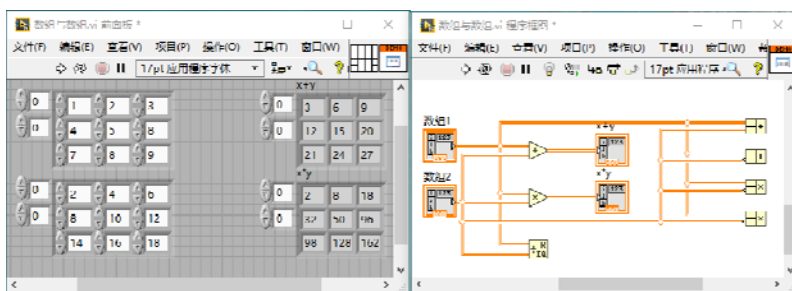 数组与数组.vi 前面板 *
文件(F) 编辑(E) 查看(V) 项目(P) 操作(O) 工具(T) 窗口(W)
17pt 应用程序字体
x+y
0 1 2 3 0 3 6 9
0 4 5 8 0 12 15 20
7 8 9 21 24 27
x*y
0 2 4 6 0 2 8 18
0 8 10 12 0 32 50 96
14 16 18 98 128 162
数组与数组.vi 程序框图 *
文件(F) 编辑(E) 查看(V) 项目(P) 操作(O) 工具(T) 窗口(W)
17pt 应用程序
数组1
x+y
数组2
x*y